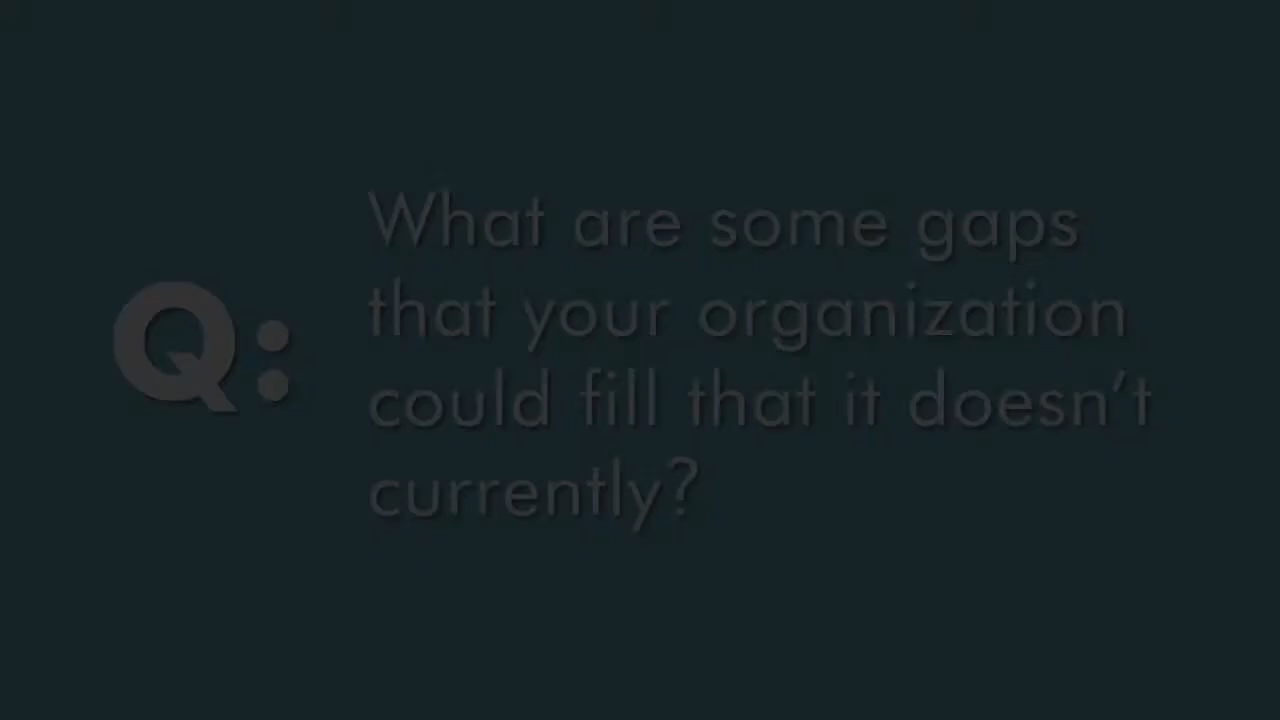 Q:
What are some gaps
that your organization
could fill that it doesn’t
currently?